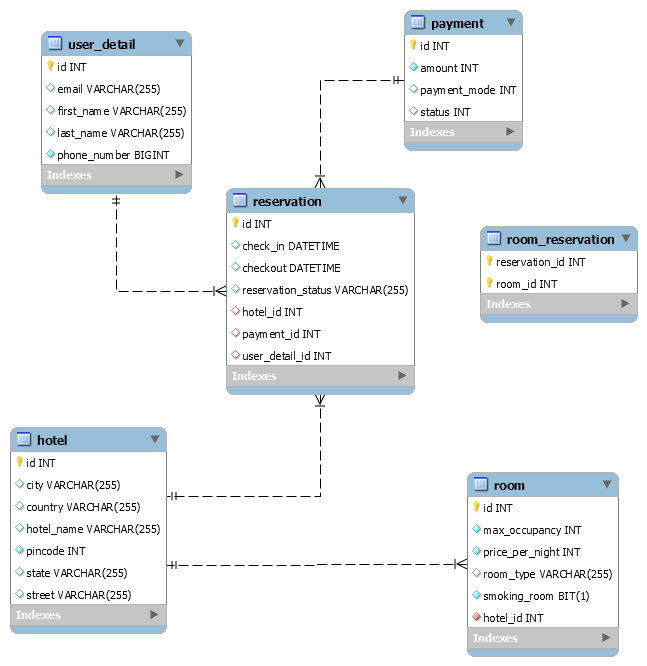 user_detail
id INT
email VARCHAR(255)
first_name VARCHAR(255)
last_name VARCHAR(255)
phone_number BIGINT
Indexes
payment
id INT
amount INT
payment_mode INT
status INT
Indexes
reservation
id INT
check_in DATETIME
checkout DATETIME
reservation_status VARCHAR(255)
hotel_id INT
payment_id INT
user_detail_id INT
Indexes
room_reservation
reservation_id INT
room_id INT
Indexes
hotel
id INT
city VARCHAR(255)
country VARCHAR(255)
hotel_name VARCHAR(255)
pincode INT
state VARCHAR(255)
street VARCHAR(255)
Indexes
room
id INT
max_occupancy INT
price_per_night INT
room_type VARCHAR(255)
smoking_room BIT(1)
hotel_id INT
Indexes